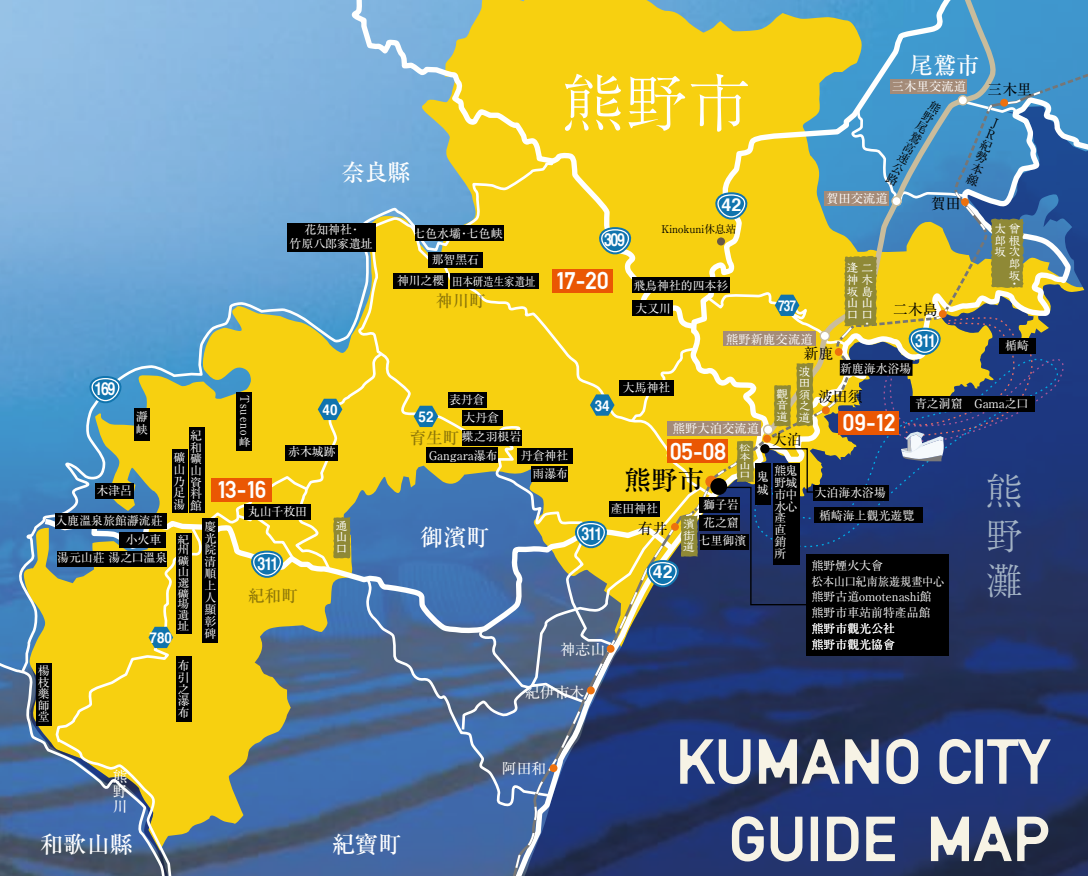 尾鷲市
三木里交流道
三木里
熊野市
熊野尾鷲高速公路
JR紀勢本線
奈良縣
賀田交流道
賀田
42
曾根次郎坂・
太郎坂
花知神社・
竹原八郎家遺址
七色水壩・七色峡
Kinokuni休息站
309
那智黑石
神川之櫻
田本研造生家遺址
17-20
飛鳥神社的四本杉
神川町
大又川
737
二木島山口・
逢神坂山口
二木島
311
楯崎
熊野新鹿交流道
新鹿
新鹿海水浴場
169
瀞峡
Tsueno峰
40
表丹倉
大馬神社
34
波田須之道
波田須
青之洞窟 Gama之口
觀音道
52
大丹倉
09-12
育生町
蝶之羽根岩
熊野大泊交流道
大泊
紀和礦山資料館
礦山乃足湯
赤木城跡
Gangara瀑布
丹倉神社
雨瀑布
05-08
松本山口
鬼城
鬼城中心
熊野市水產直銷所
熊野市
木津呂
13-16
丸山千枚田
大泊海水浴場
楯崎海上觀光遊覽
熊野灘
入鹿溫泉旅館瀞流莊
小火車
湯元山莊 湯之口溫泉
紀州礦山選礦場遺址
慶光院清順上人顯彰碑
通山口
311
紀和町
御濱町
產田神社
311
有井
濱街道
獅子岩
花之窟
七里御濱
42
熊野煙火大會
松本山口紀南旅遊規畫中心
熊野古道omotenashi館
熊野市車站前特產品館
熊野市觀光公社
熊野市觀光協會
780
布引之瀑布
楊枝藥師堂
神志山
紀伊市木
阿田和
熊野川
和歌山縣
紀寶町
KUMANO CITY
GUIDE MAP